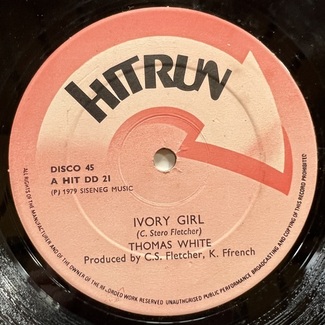 HITRUN
DISCO 45
A HIT DD 21
(P) 1979 SISENEG MUSIC
IVORY GIRL
(C. Stero Fletcher)
THOMAS WHITE
Produced by C.S. Fletcher, K. Ffrench
ALL RIGHTS OF THE MANUFACTURER AND OF THE OWNER OF THE RECORDED WORK RESERVED UNAUTHORISED PUBLIC PERFORMANCE BROADCASTING AND COPYING OF THIS RECORD PROHIBITED